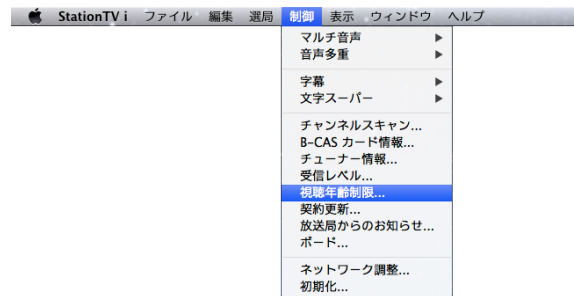 StationTV i ファイル 編集 選局 制御 表示 ウィンドウ ヘルプ
マルチ音声
音声多重
字幕
文字スーパー
チャンネルスキャン...
B-CAS カード情報...
チューナー情報...
受信レベル...
視聴年齢制限...
契約更新...
放送局からのお知らせ...
ボード...
ネットワーク調整...
初期化...